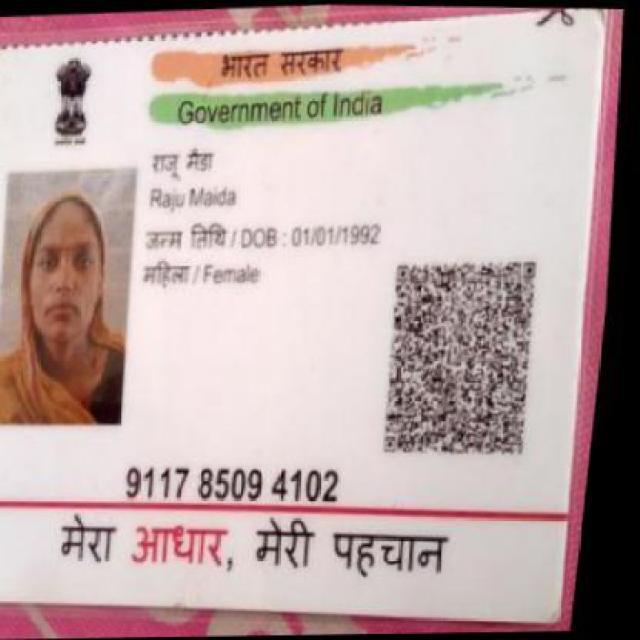 भारत सरकार
Government of India
राजू मैडा
Raju Maida
जन्म तिथि / DOB : 01/01/1992
महिला / Female
9117 8509 4102
मेरा आधार, मेरी पहचान